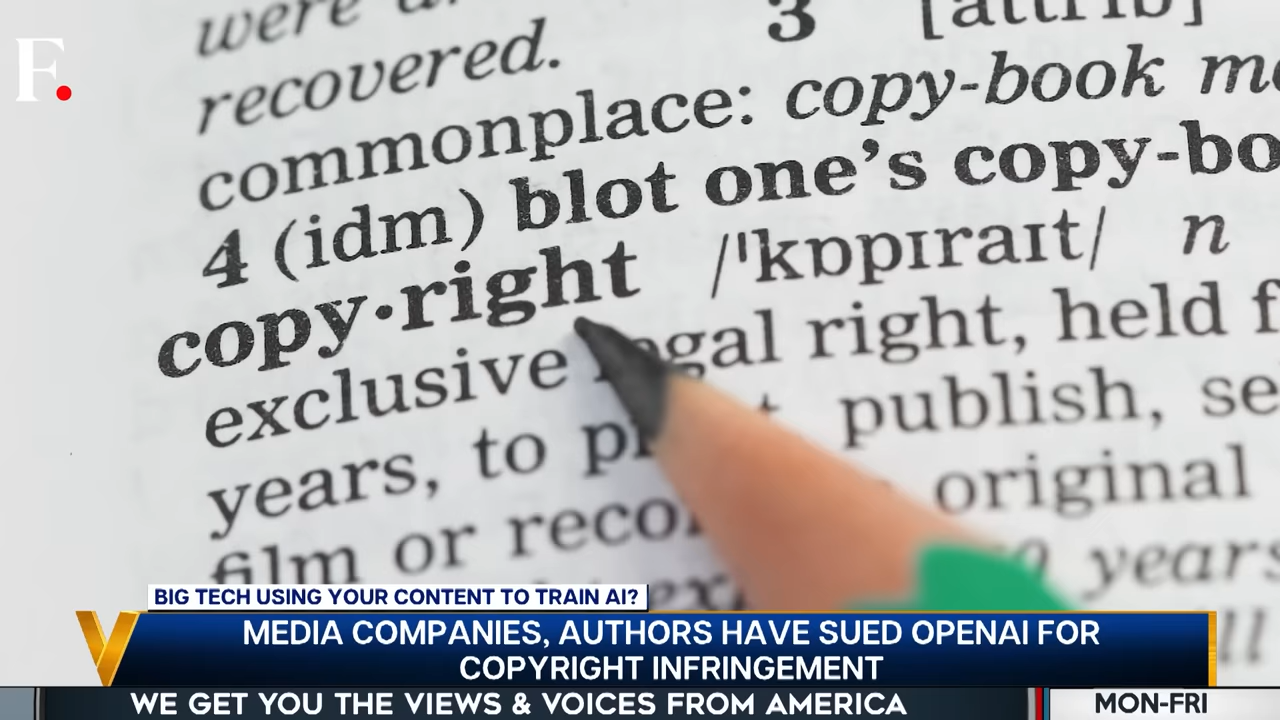 F.
were
3 [attrib]
recovered.
commonplace: copy-book
4 (idm) blot one's copy-bo
copy·right /ˈkɒpɪraɪt/ n
exclusive legal right, held f
years, to publish, se
film or original
years
BIG TECH USING YOUR CONTENT TO TRAIN AI?
MEDIA COMPANIES, AUTHORS HAVE SUED OPENAI FOR
COPYRIGHT INFRINGEMENT
WE GET YOU THE VIEWS & VOICES FROM AMERICA
MON-FRI